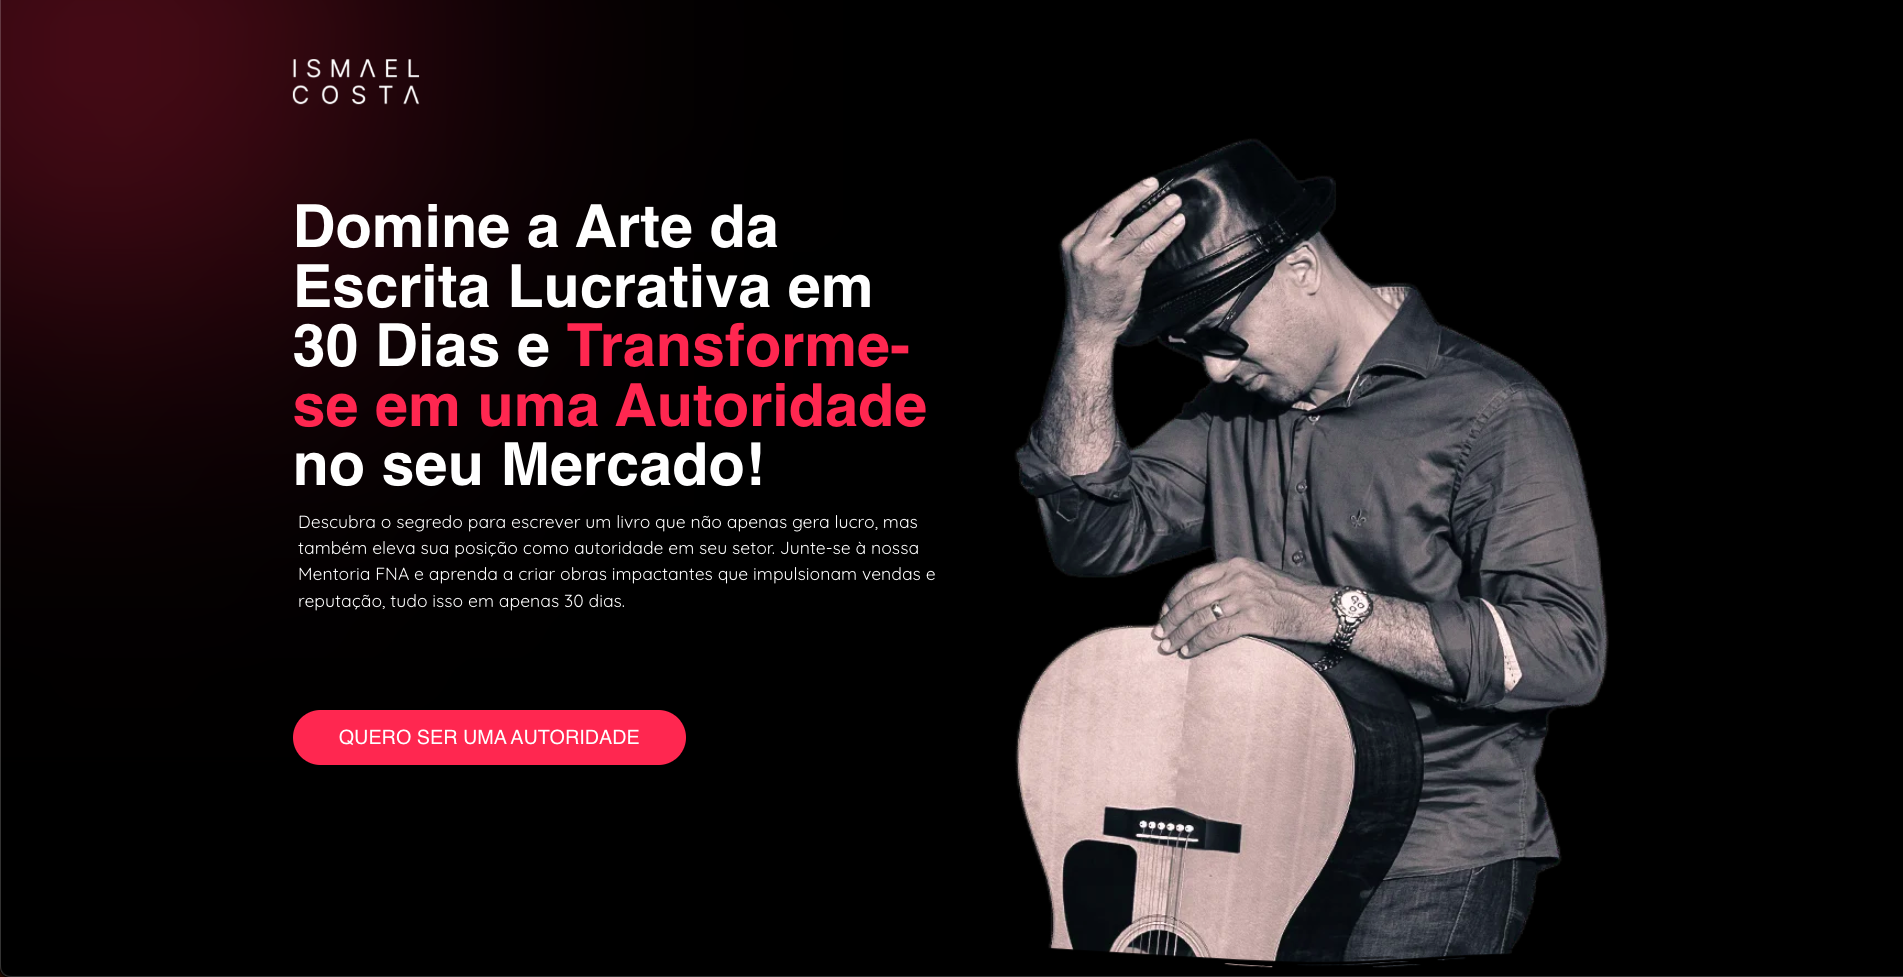 ISMAEL
COSTA
Domine a Arte da
Escrita Lucrativa em
30 Dias e Transforme-
se em uma Autoridade
no seu Mercado!
Descubra o segredo para escrever um livro que não apenas gera lucro, mas
também eleva sua posição como autoridade em seu setor. Junte-se à nossa
Mentoria FNA e aprenda a criar obras impactantes que impulsionam vendas e
reputação, tudo isso em apenas 30 dias.
QUERO SER UMA AUTORIDADE